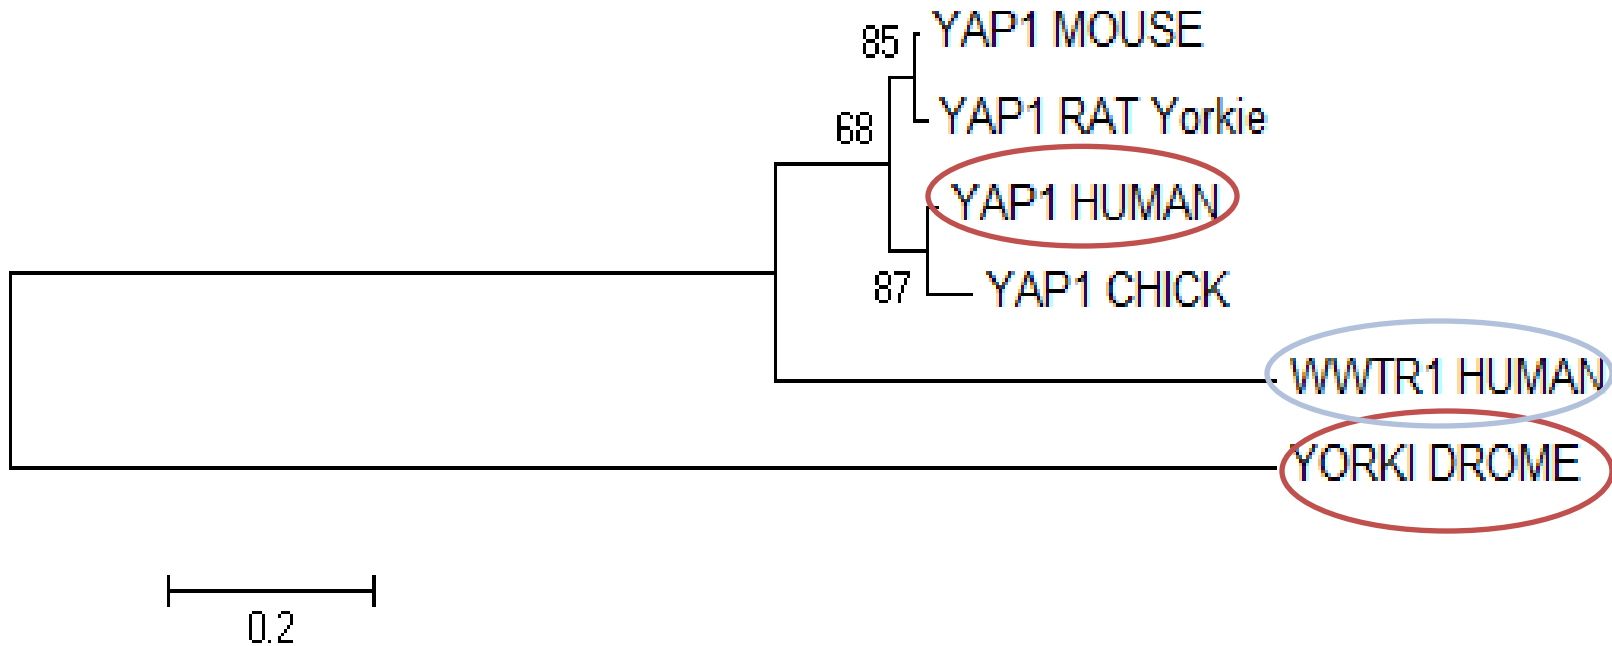 YAP1 MOUSE
85
YAP1 RAT Yorkie
68
YAP1 HUMAN
YAP1 CHICK
87
WWTR1 HUMAN
YORKI DROME
0.2